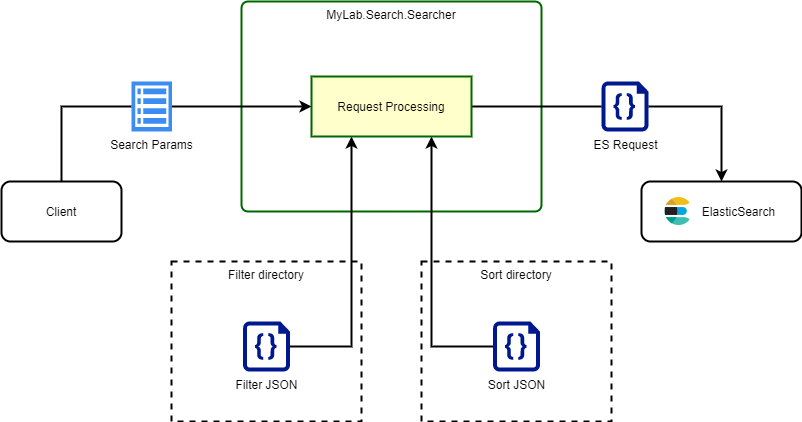 MyLab.Search.Searcher
Request Processing
Search Params
ES Request
Client
ElasticSearch
Filter directory
Sort directory
{}
{}
{}
Filter JSON
Sort JSON